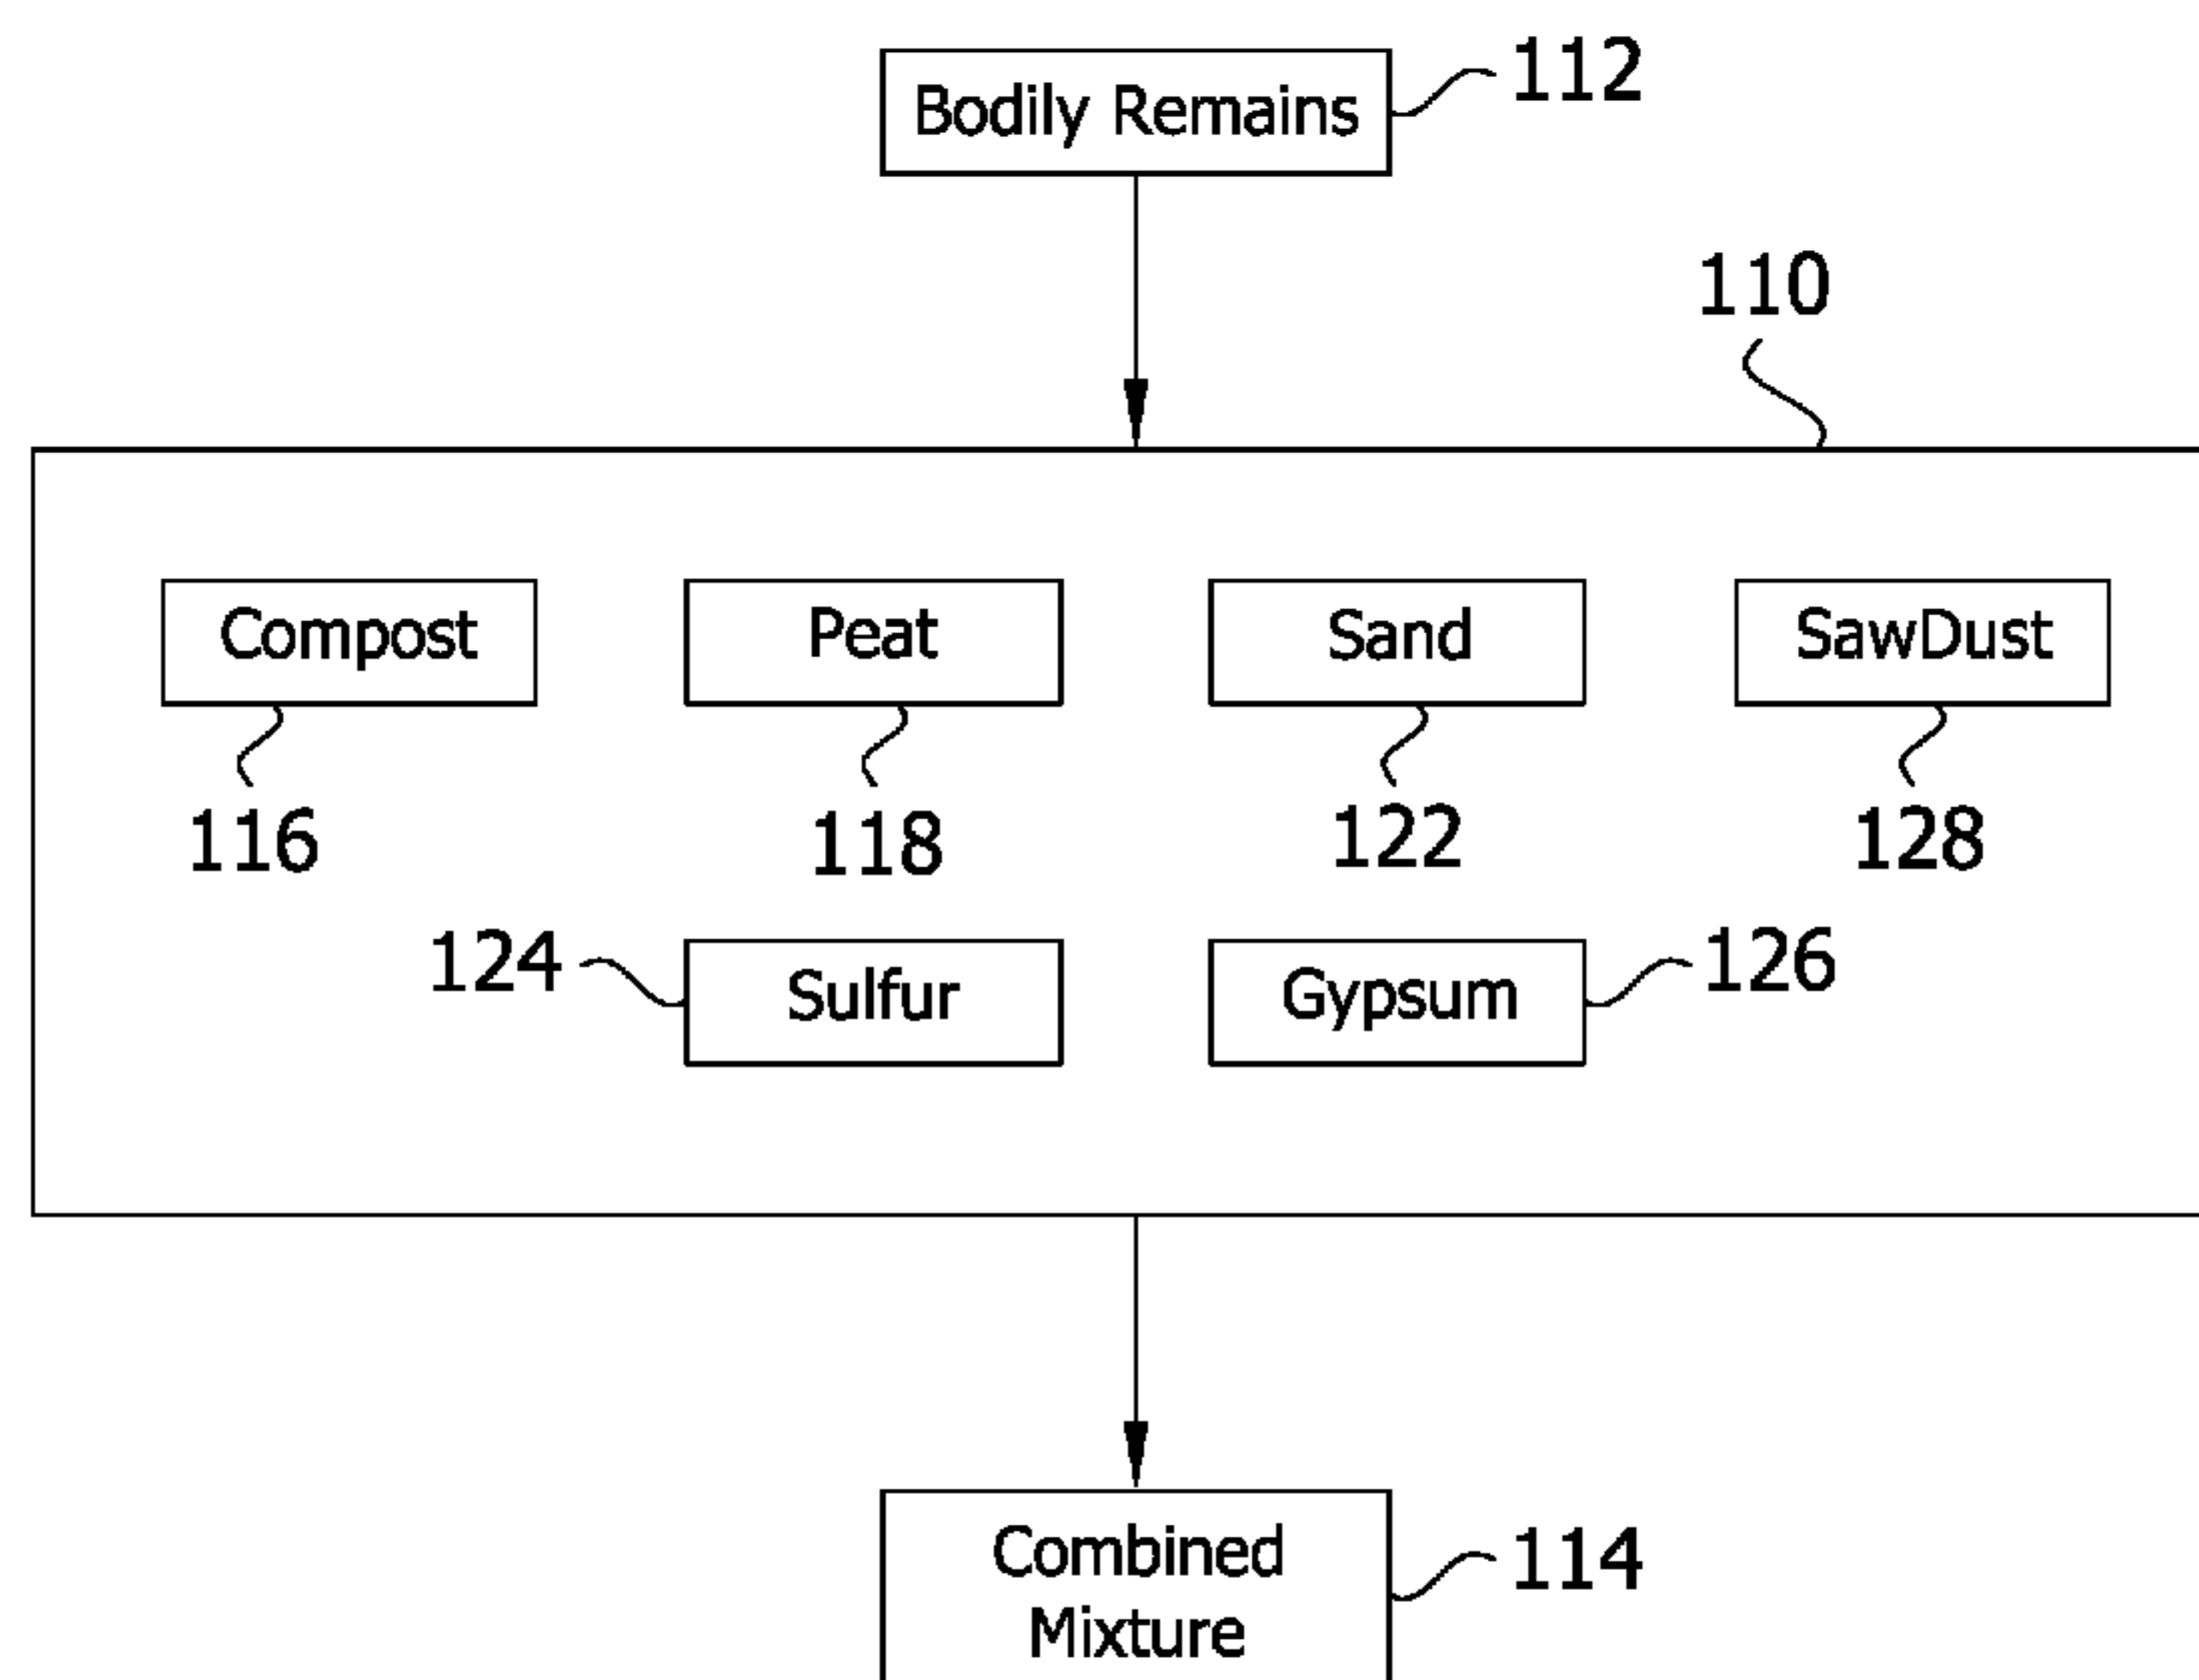 Bodily Remains
112
110
Compost
Peat
Sand
SawDust
116
118
122
128
124
Sulfur
Gypsum
126
Combined
Mixture
114